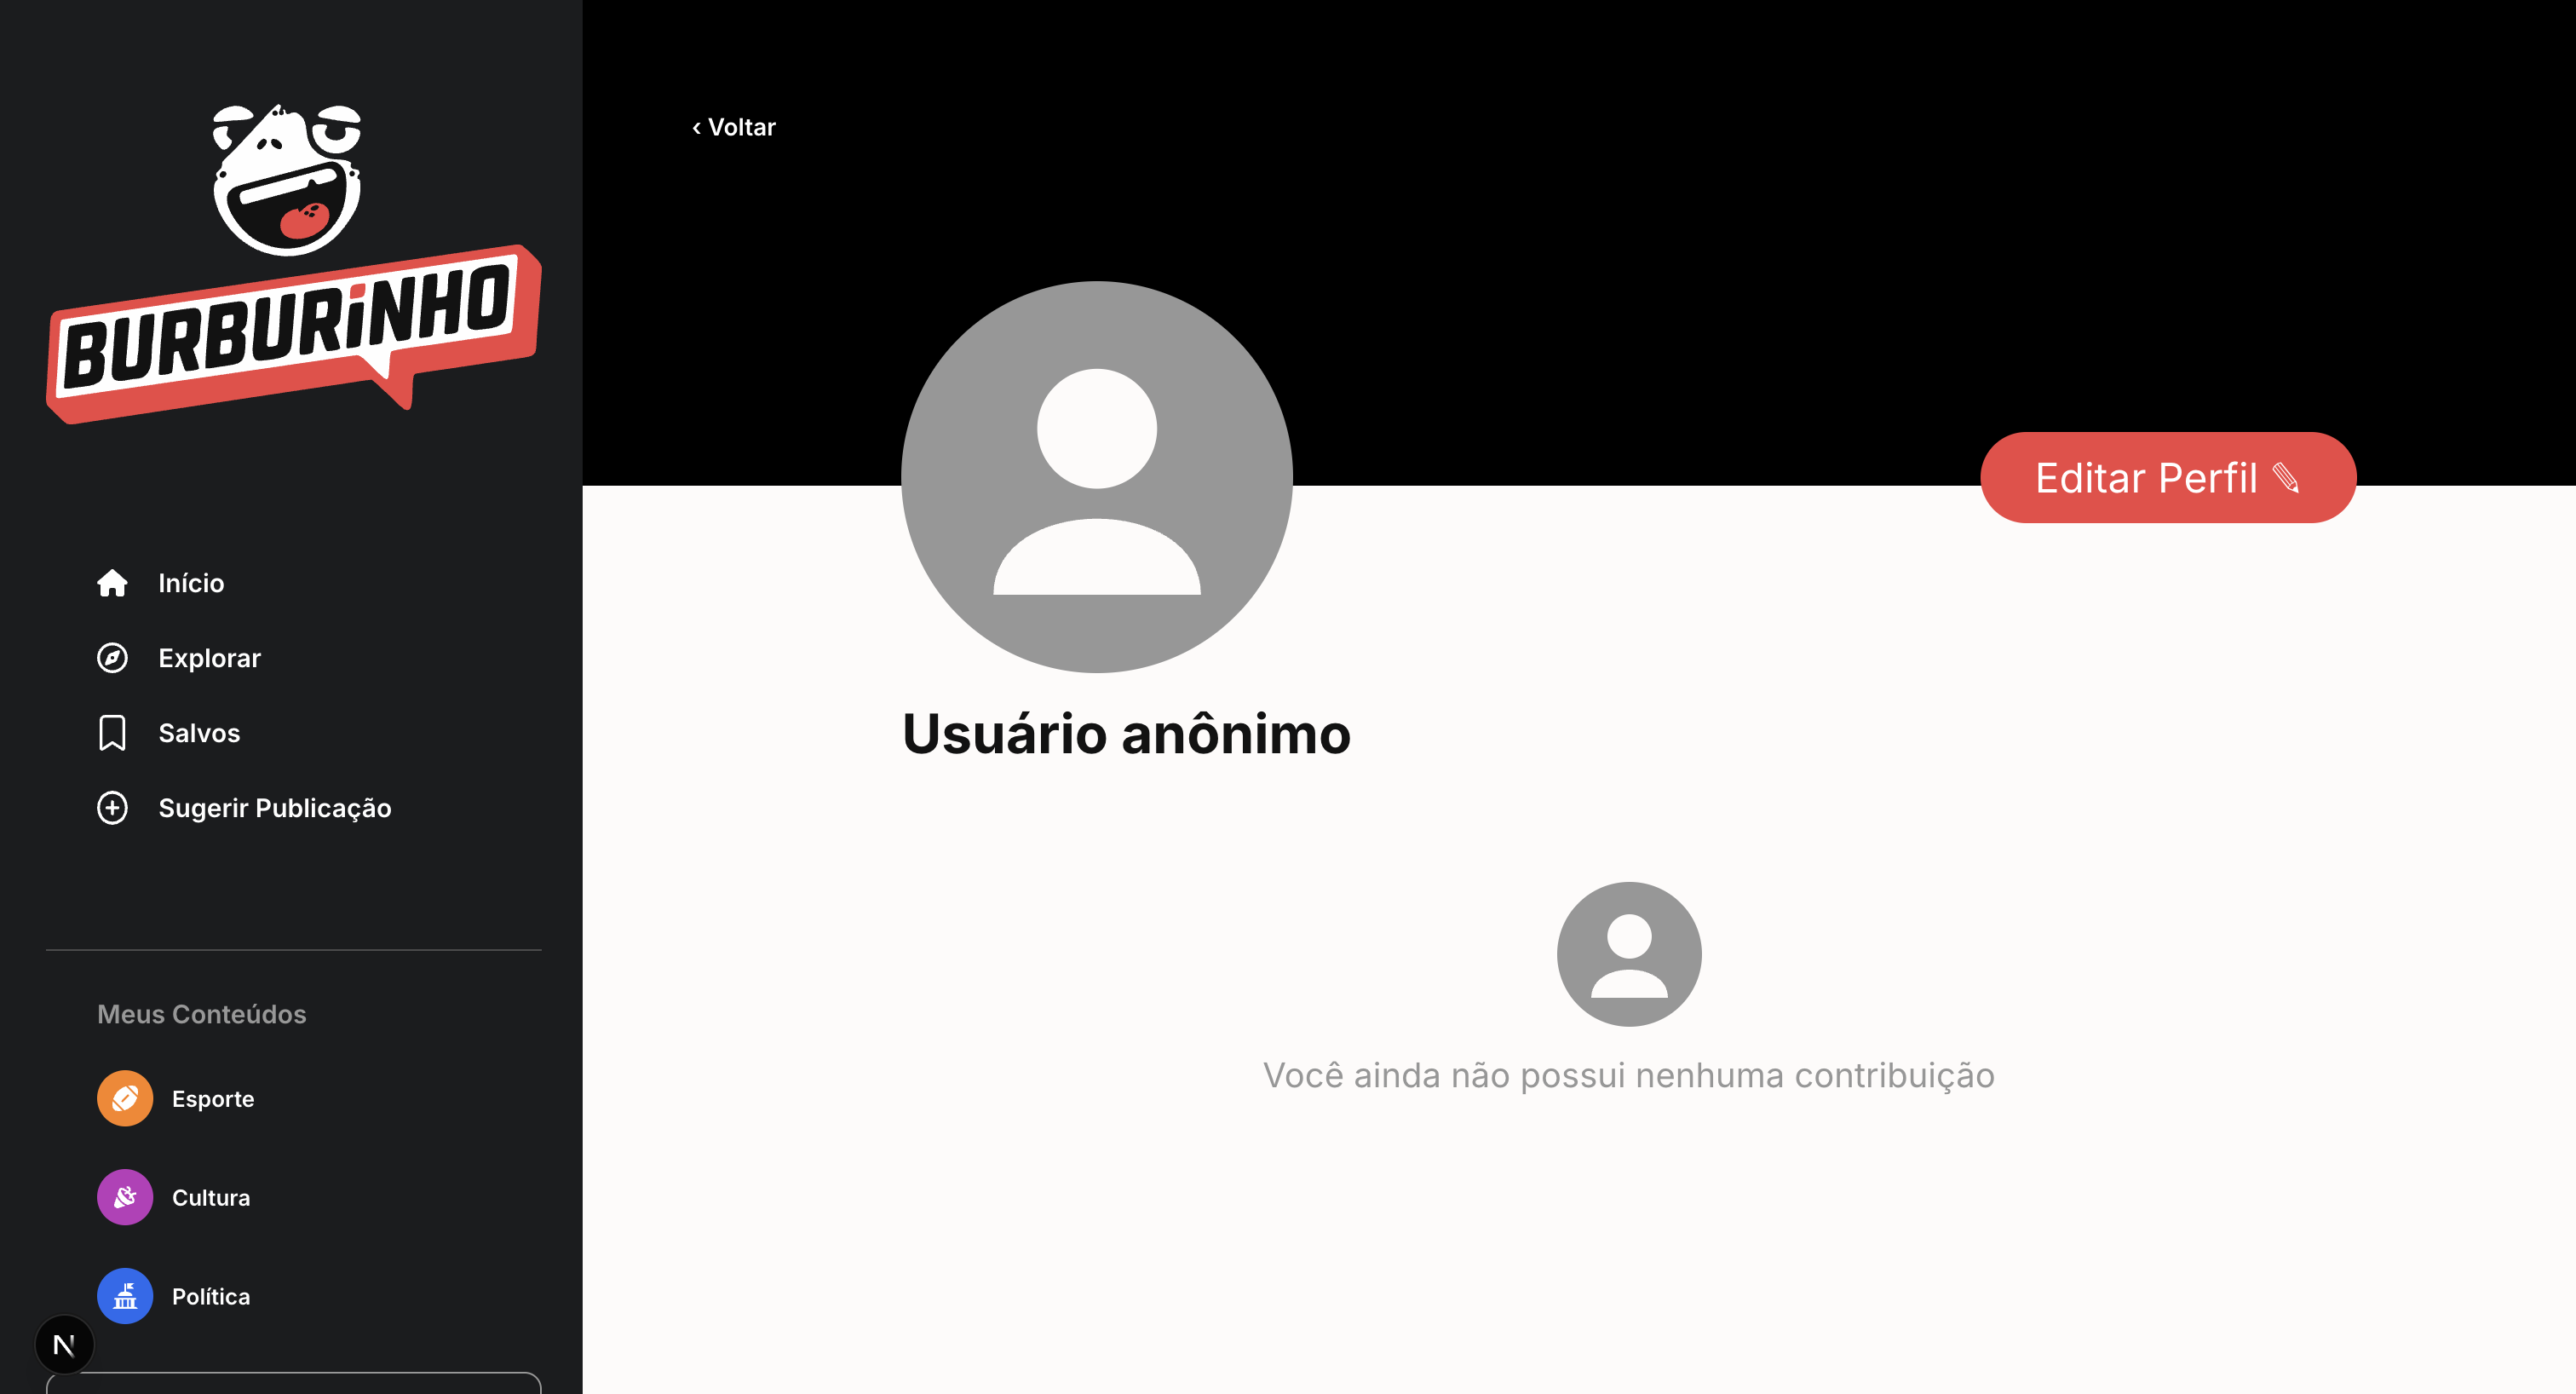 BURBURiNHO
Início
Explorar
Salvos
Sugerir Publicação
Meus Conteúdos
Esporte
Cultura
Política
N
‹ Voltar
Editar Perfil ✎
Usuário anônimo
Você ainda não possui nenhuma contribuição